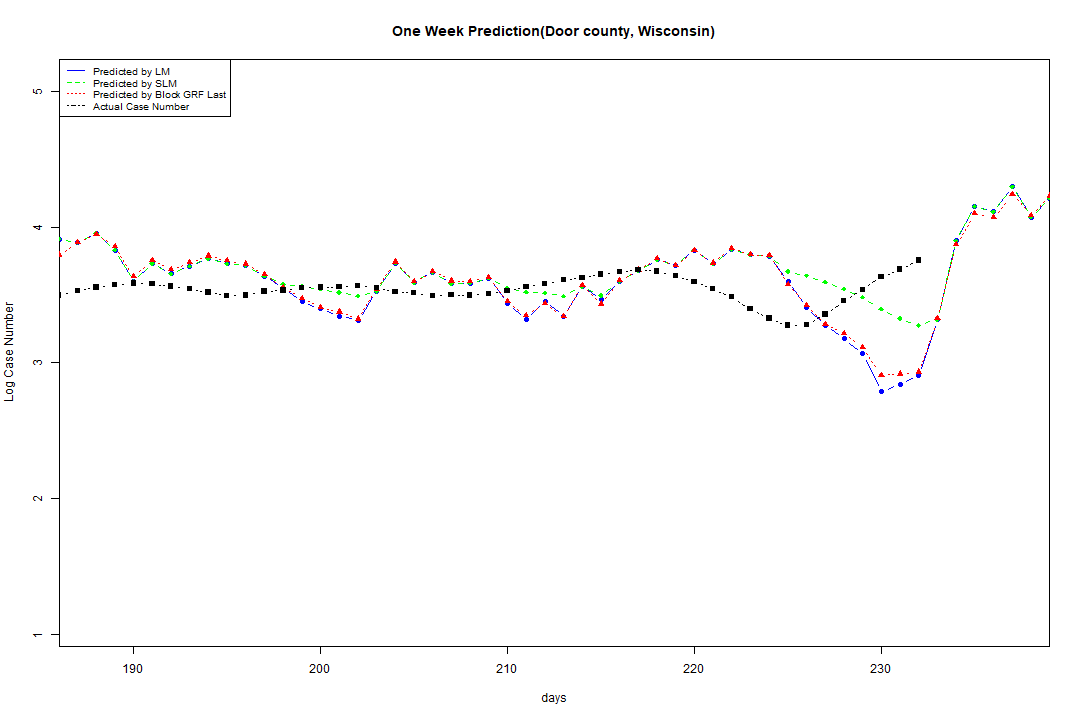 One Week Prediction(Door county, Wisconsin)
Predicted by LM
Predicted by SLM
Predicted by Block GRF Last
Actual Case Number
5
4
3
2
1
Log Case Number
190
200
210
220
230
days